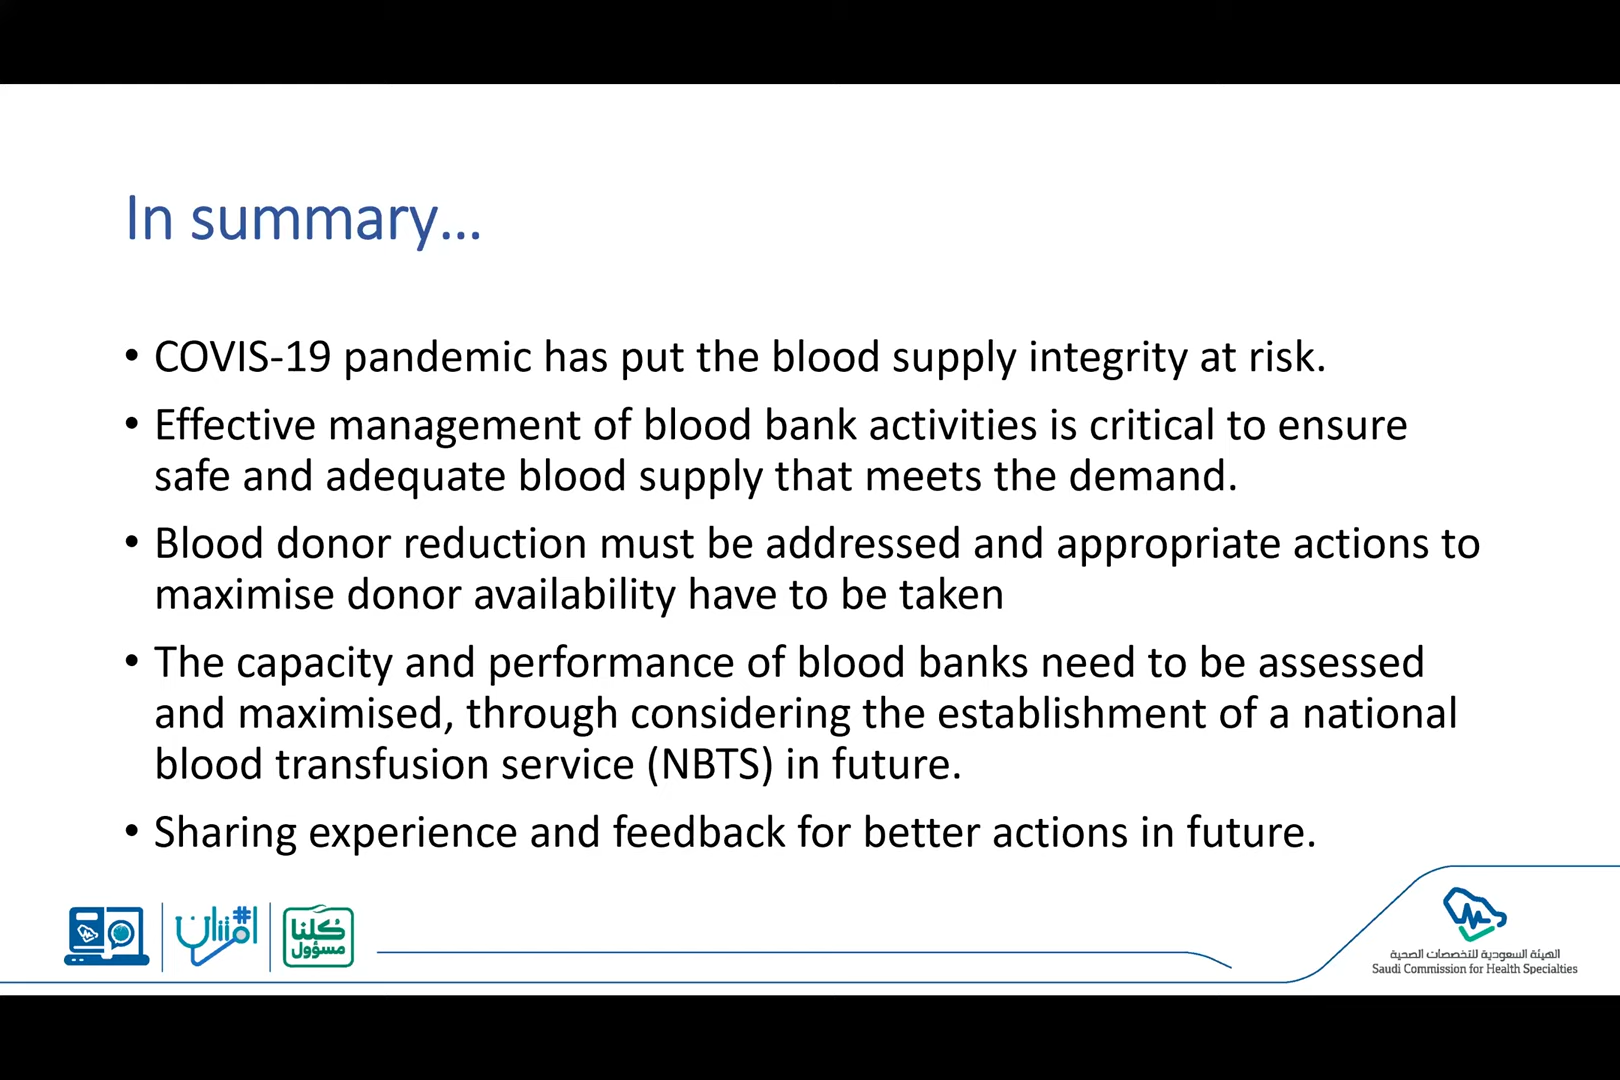 In summary...
• COVIS-19 pandemic has put the blood supply integrity at risk.
• Effective management of blood bank activities is critical to ensure
safe and adequate blood supply that meets the demand.
• Blood donor reduction must be addressed and appropriate actions to
maximise donor availability have to be taken
• The capacity and performance of blood banks need to be assessed
and maximised, through considering the establishment of a national
blood transfusion service (NBTS) in future.
• Sharing experience and feedback for better actions in future.
#امتنان
كُلنا
مسؤول
الهيئة السعودية للتخصصات الصحية
Saudi Commission for Health Specialties